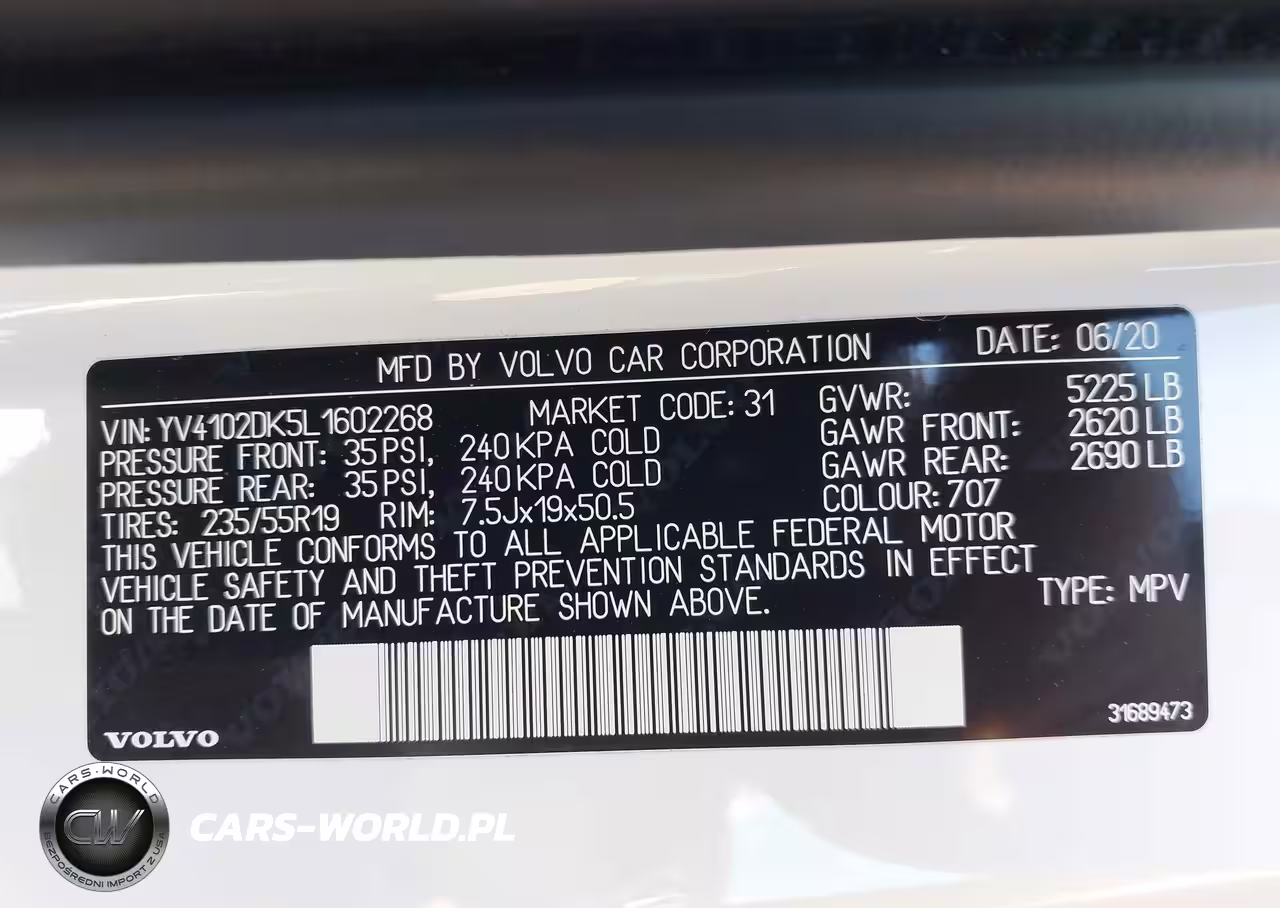 MFD BY VOLVO CAR CORPORATION DATE: 06/20
VIN: YV4102DK5L1602268 MARKET CODE: 31 GVWR: 5225 LB
PRESSURE FRONT: 35 PSI, 240 KPA COLD GAWR FRONT: 2620 LB
PRESSURE REAR: 35 PSI, 240 KPA COLD GAWR REAR: 2690 LB
TIRES: 235/55R19 RIM: 7.5Jx19x50.5 COLOUR: 707
THIS VEHICLE CONFORMS TO ALL APPLICABLE FEDERAL MOTOR
VEHICLE SAFETY AND THEFT PREVENTION STANDARDS IN EFFECT
ON THE DATE OF MANUFACTURE SHOWN ABOVE. TYPE: MPV
VOLVO 31689473
CARS-WORLD
CW
BEZPOŚREDNI IMPORT Z USA
CARS-WORLD.PL